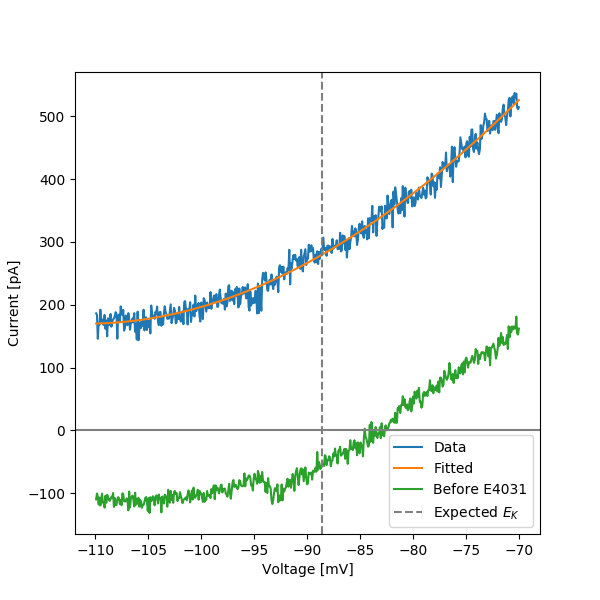 500
400
300
200
100
0
−100
−110
−105
−100
−95
−90
−85
−80
−75
−70
Current [pA]
Voltage [mV]
Data
Fitted
Before E4031
Expected E_K